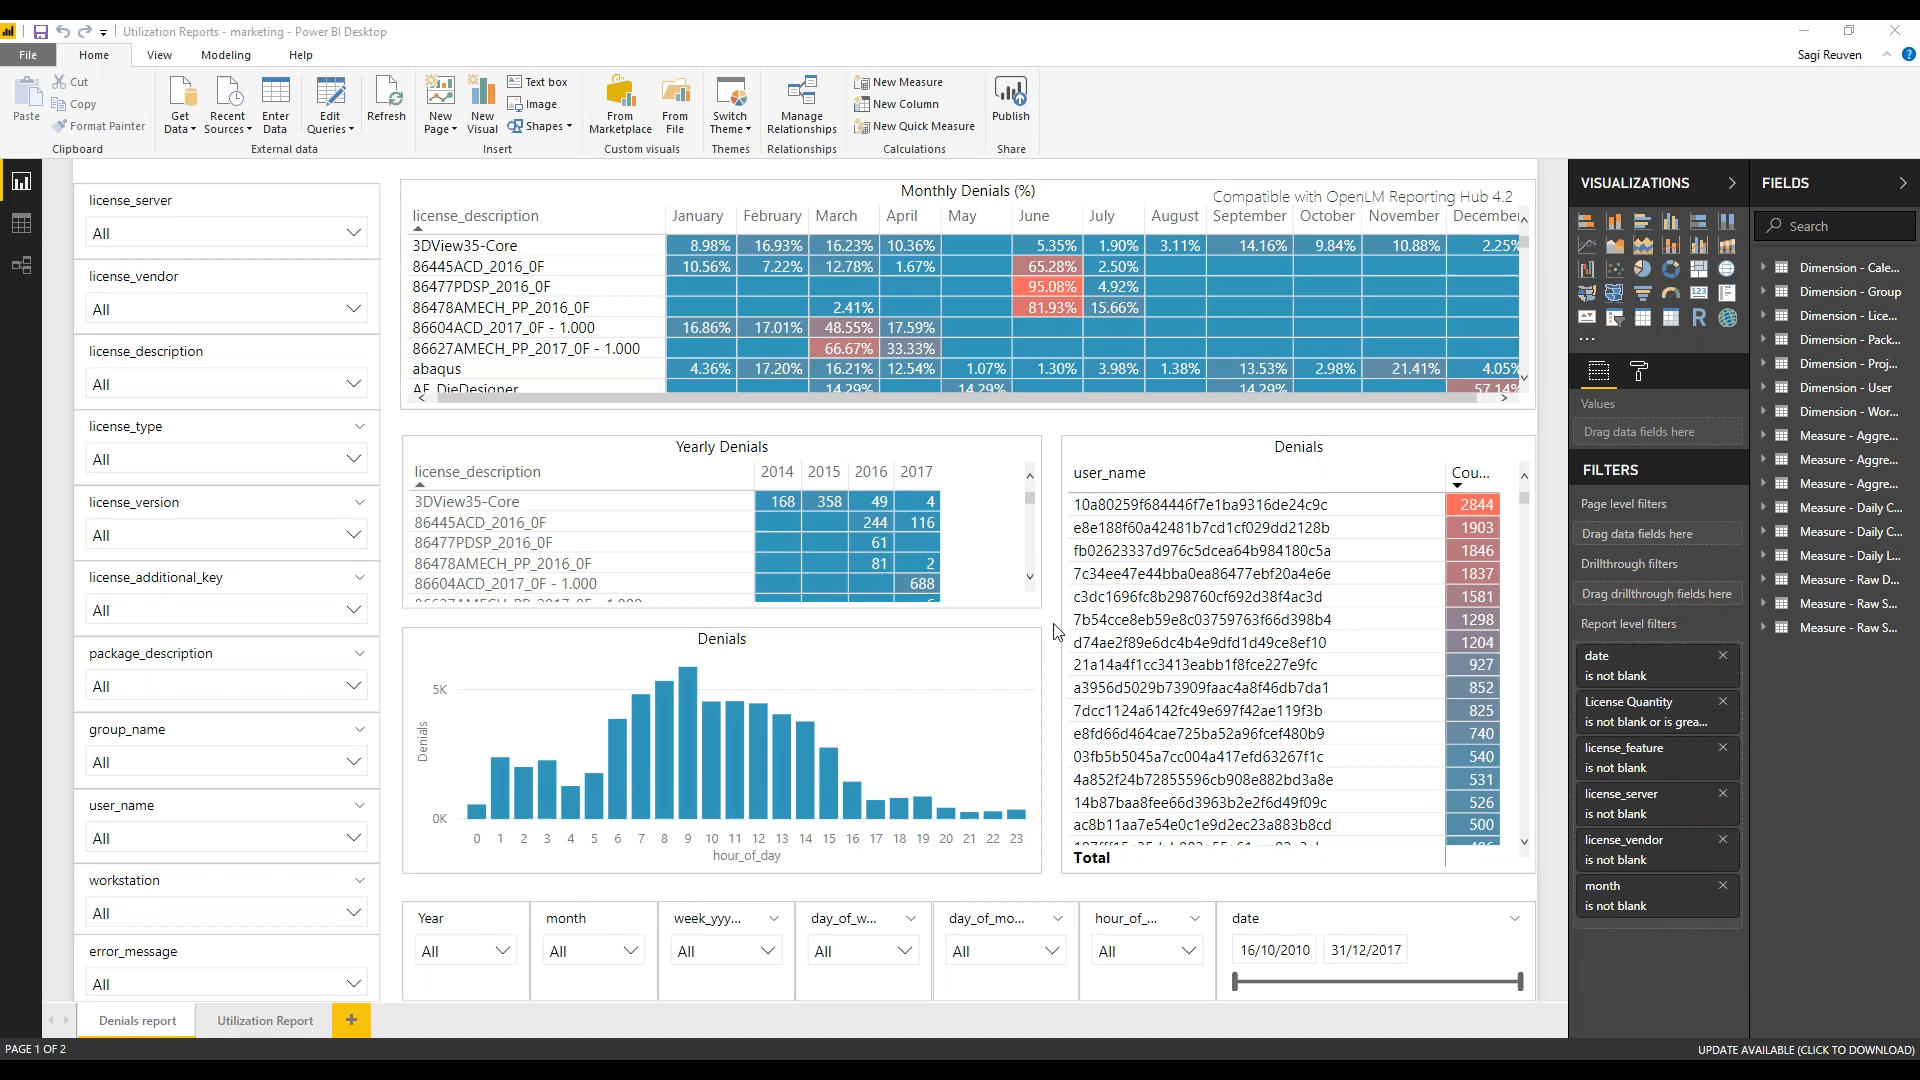 Utilization Reports - marketing - Power BI Desktop
File Home View Modeling Help
Sagi Reuven
Paste
Cut
Copy
Format Painter
Clipboard
Get Data
Recent Sources
Enter Data
Edit Queries
Refresh
External data
New Page
New Visual
Text box
Image
Shapes
Insert
From Marketplace
From File
Custom visuals
Switch Theme
Themes
Manage Relationships
Relationships
New Measure
New Column
New Quick Measure
Calculations
Publish
Share
license_server
All
license_vendor
All
license_description
All
license_type
All
license_version
All
license_additional_key
All
package_description
All
group_name
All
user_name
All
workstation
All
error_message
All
Monthly Denials (%)
Compatible with OpenLM Reporting Hub 4.2
license_description January February March April May June July August September October November December
3DView35-Core 8.98% 16.93% 16.23% 10.36% 5.35% 1.90% 3.11% 14.16% 9.84% 10.88% 2.25%
86445ACD_2016_0F 10.56% 7.22% 12.78% 1.67% 65.28% 2.50%
86477PDSP_2016_0F 95.08% 4.92%
86478AMECH_PP_2016_0F 2.41% 81.93% 15.66%
86604ACD_2017_0F - 1.000 16.86% 17.01% 48.55% 17.59%
86627AMECH_PP_2017_0F - 1.000 66.67% 33.33%
abaqus 4.36% 17.20% 16.21% 12.54% 1.07% 1.30% 3.98% 1.38% 13.53% 2.98% 21.41% 4.05%
AF_DieDesigner 14.29% 14.29% 14.29% 57.14%
Yearly Denials
license_description 2014 2015 2016 2017
3DView35-Core 168 358 49 4
86445ACD_2016_0F 244 116
86477PDSP_2016_0F 61
86478AMECH_PP_2016_0F 81 2
86604ACD_2017_0F - 1.000 688
Denials
5K
0K
Denials
0 1 2 3 4 5 6 7 8 9 10 11 12 13 14 15 16 17 18 19 20 21 22 23
hour_of_day
Denials
user_name Cou...
10a80259f684446f7e1ba9316de24c9c 2844
e8e188f60a42481b7cd1cf029dd2128b 1903
fb02623337d976c5dcea64b984180c5a 1846
7c34ee47e44bba0ea86477ebf20a4e6e 1837
c3dc1696fc8b298760cf692d38f4ac3d 1581
7b54cce8eb59e8c03759763f66d398b4 1298
d74ae2f89e6dc4b4e9dfd1d49ce8ef10 1204
21a14a4f1cc3413eabb1f8fce227e9fc 927
a3956d5029b73909faac4a8f46db7da1 852
7dcc1124a6142fc49e697f42ae119f3b 825
e8fd66d464cae725ba52a96fcef480b9 740
03fb5b5045a7cc004a417efd63267f1c 540
4a852f24b72855596cb908e882bd3a8e 531
14b87baa8fee66d3963b2e2f6d49f09c 526
ac8b11aa7e54e0c1e9d2ec23a883b8cd 500
Total
Year
All
month
All
week_yyy...
All
day_of_w...
All
day_of_mo...
All
hour_of_...
All
date
16/10/2010 31/12/2017
VISUALIZATIONS
R
Values
Drag data fields here
FILTERS
Page level filters
Drag data fields here
Drillthrough filters
Drag drillthrough fields here
Report level filters
date
is not blank
License Quantity
is not blank or is grea...
license_feature
is not blank
license_server
is not blank
license_vendor
is not blank
month
is not blank
FIELDS
Search
Dimension - Cale...
Dimension - Group
Dimension - Lice...
Dimension - Pack...
Dimension - Proj...
Dimension - User
Dimension - Wor...
Measure - Aggre...
Measure - Aggre...
Measure - Aggre...
Measure - Daily C...
Measure - Daily C...
Measure - Daily L...
Measure - Raw D...
Measure - Raw S...
Measure - Raw S...
Denials report Utilization Report
PAGE 1 OF 2
UPDATE AVAILABLE (CLICK TO DOWNLOAD)